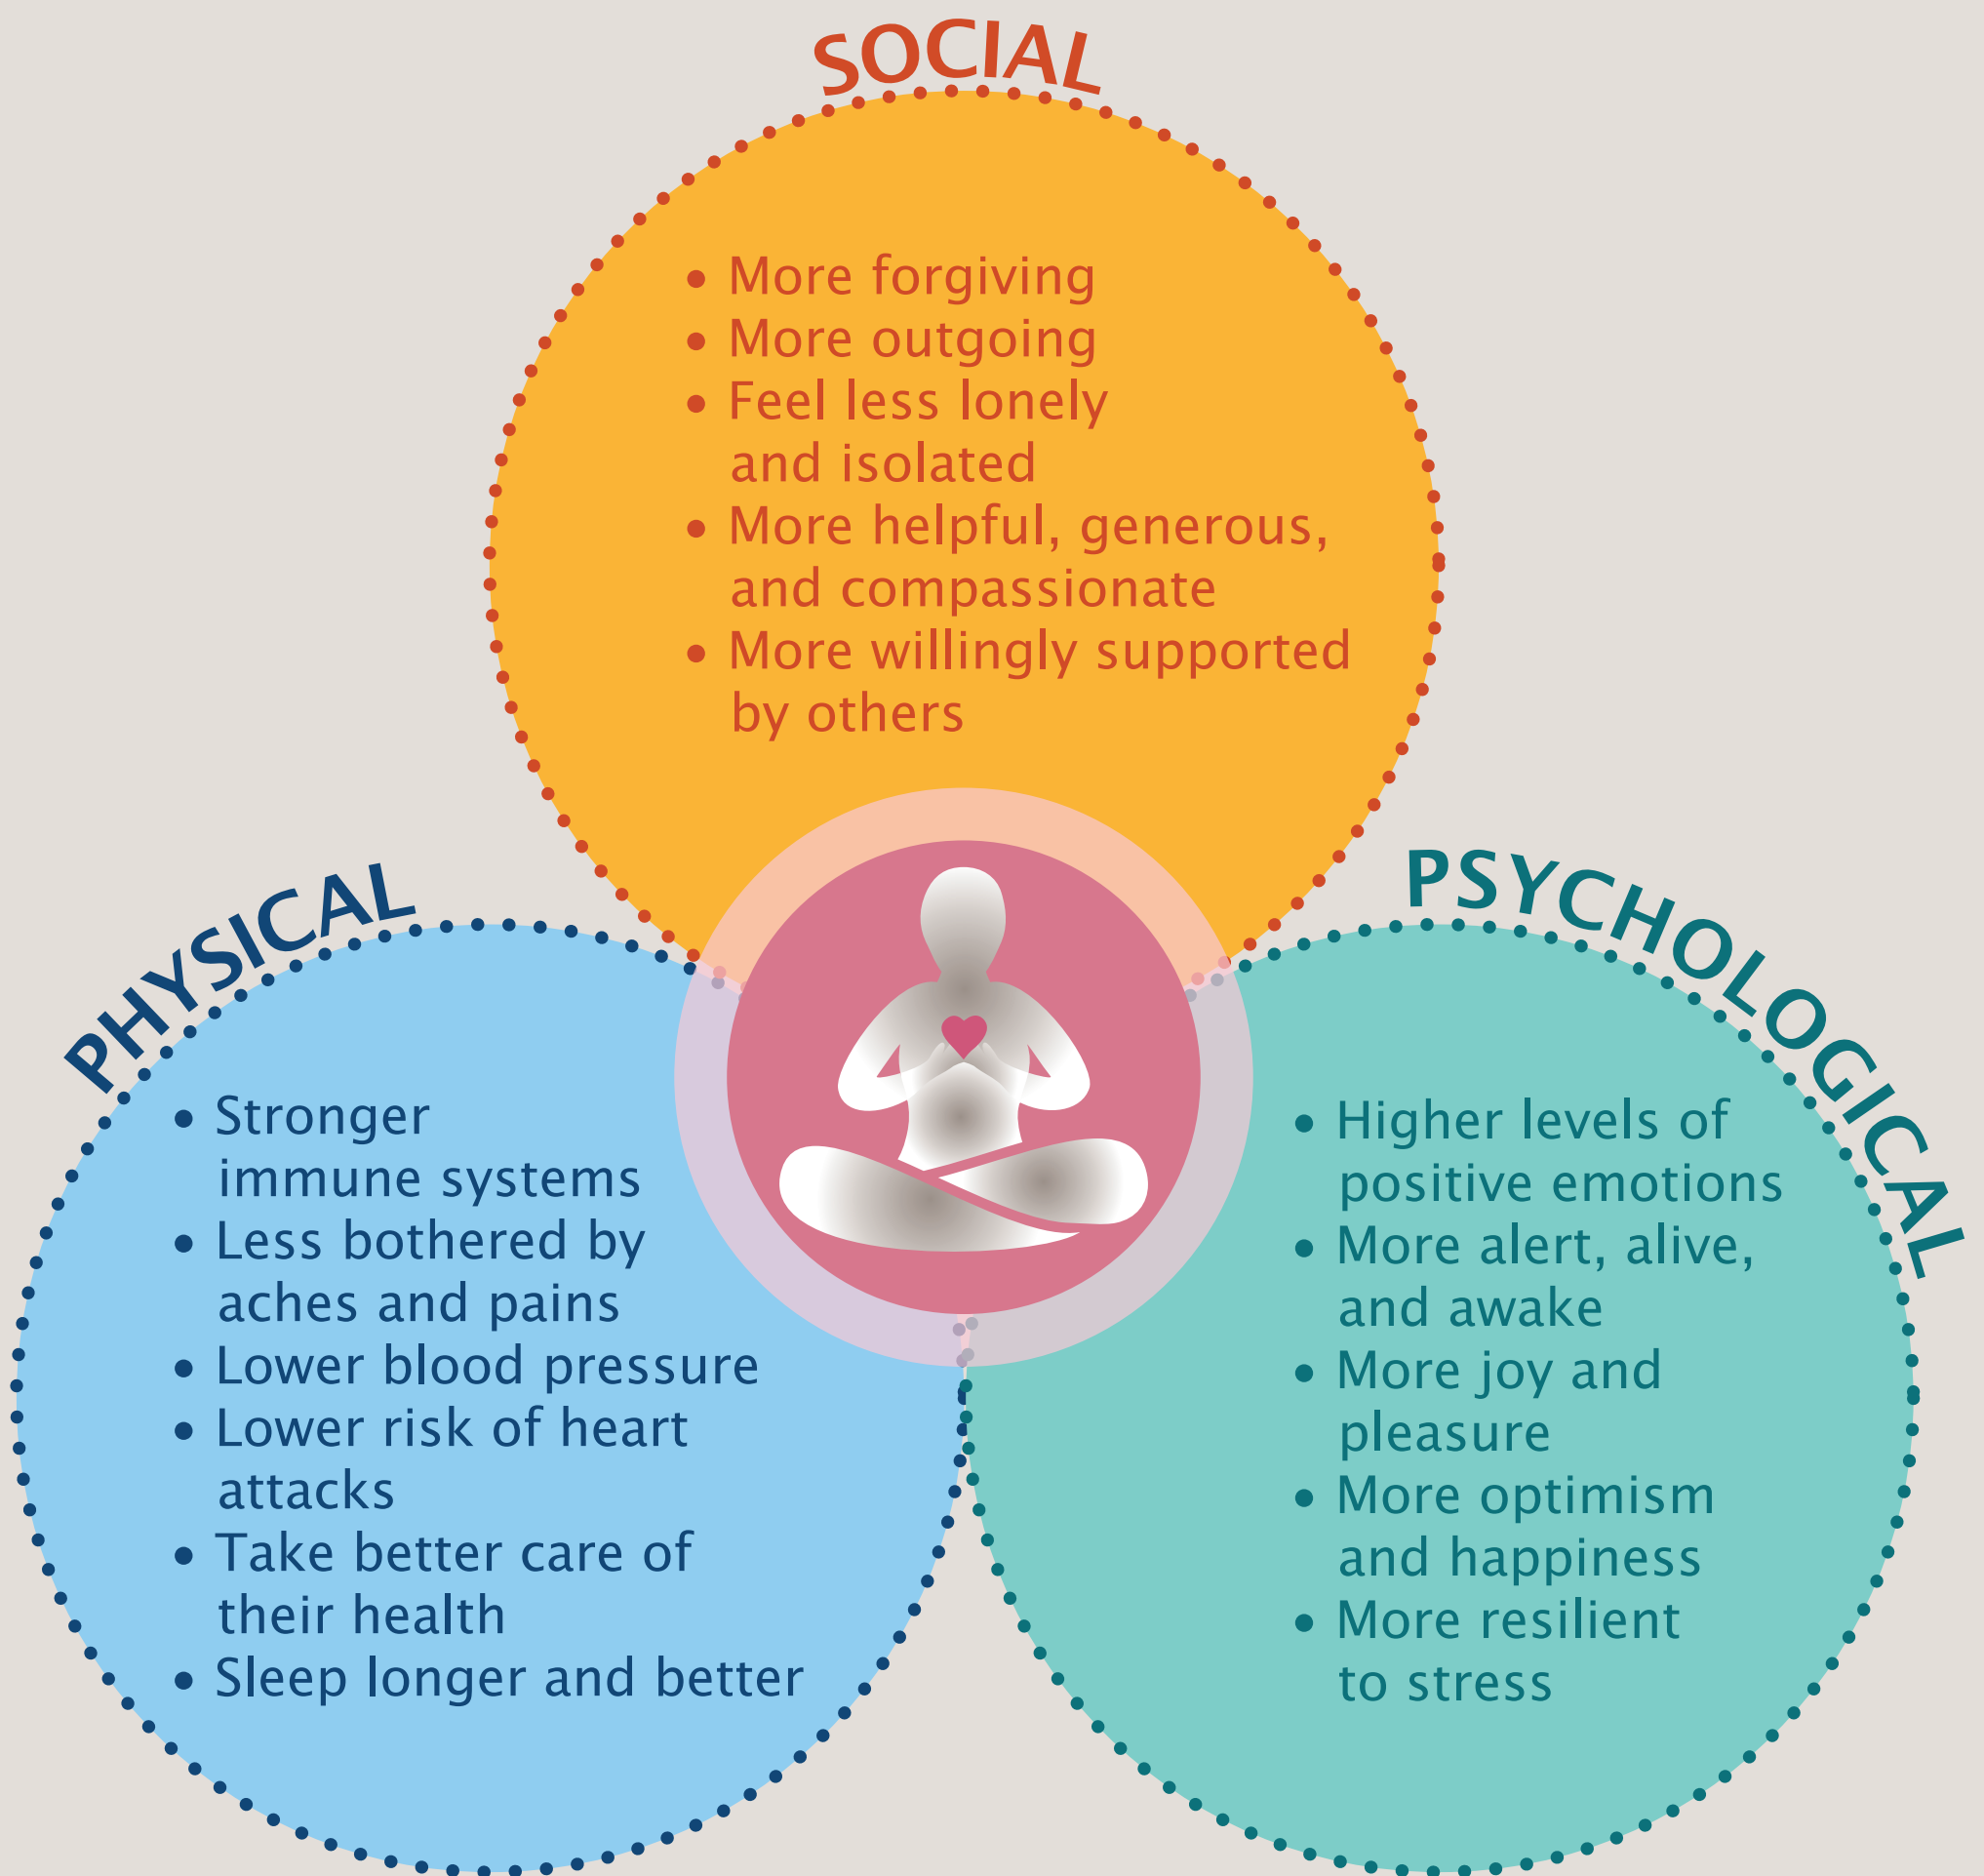 SOCIAL
• More forgiving
• More outgoing
• Feel less lonely
and isolated
• More helpful, generous,
and compassionate
• More willingly supported
by others
PHYSICAL
• Stronger
immune systems
• Less bothered by
aches and pains
• Lower blood pressure
• Lower risk of heart
attacks
• Take better care of
their health
• Sleep longer and better
PSYCHOLOGICAL
• Higher levels of
positive emotions
• More alert, alive,
and awake
• More joy and
pleasure
• More optimism
and happiness
• More resilient
to stress